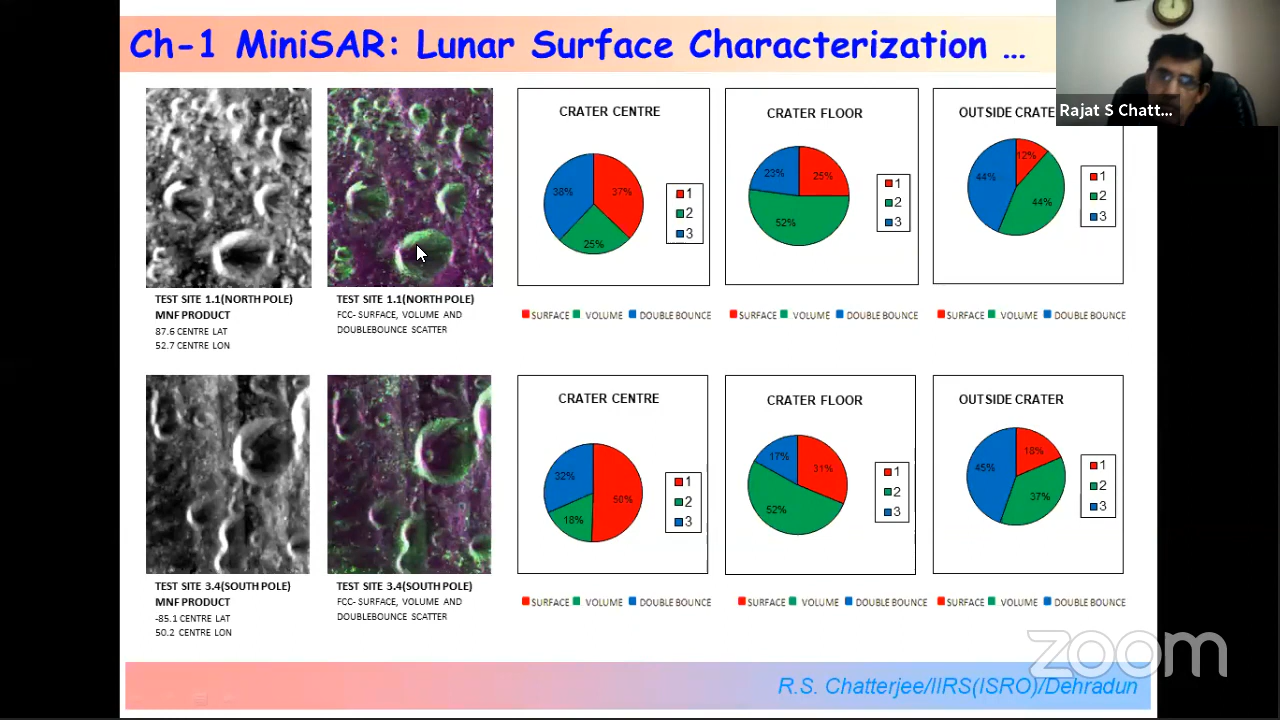 Ch-1 MiniSAR: Lunar Surface Characterization …
Rajat S Chatt...
CRATER CENTRE
37%
25%
38%
1
2
3
SURFACE VOLUME DOUBLE BOUNCE
CRATER FLOOR
25%
52%
23%
1
2
3
SURFACE VOLUME DOUBLE BOUNCE
OUTSIDE CRATE
12%
44%
44%
1
2
3
SURFACE VOLUME DOUBLE BOUNCE
TEST SITE 1.1(NORTH POLE)
MNF PRODUCT
87.6 CENTRE LAT
52.7 CENTRE LON
TEST SITE 1.1(NORTH POLE)
FCC- SURFACE, VOLUME AND
DOUBLEBOUNCE SCATTER
CRATER CENTRE
50%
18%
32%
1
2
3
SURFACE VOLUME DOUBLE BOUNCE
CRATER FLOOR
31%
52%
17%
1
2
3
SURFACE VOLUME DOUBLE BOUNCE
OUTSIDE CRATER
18%
37%
45%
1
2
3
SURFACE VOLUME DOUBLE BOUNCE
TEST SITE 3.4(SOUTH POLE)
MNF PRODUCT
-85.1 CENTRE LAT
50.2 CENTRE LON
TEST SITE 3.4(SOUTH POLE)
FCC- SURFACE, VOLUME AND
DOUBLEBOUNCE SCATTER
zoom
R.S. Chatterjee/IIRS(ISRO)/Dehradun